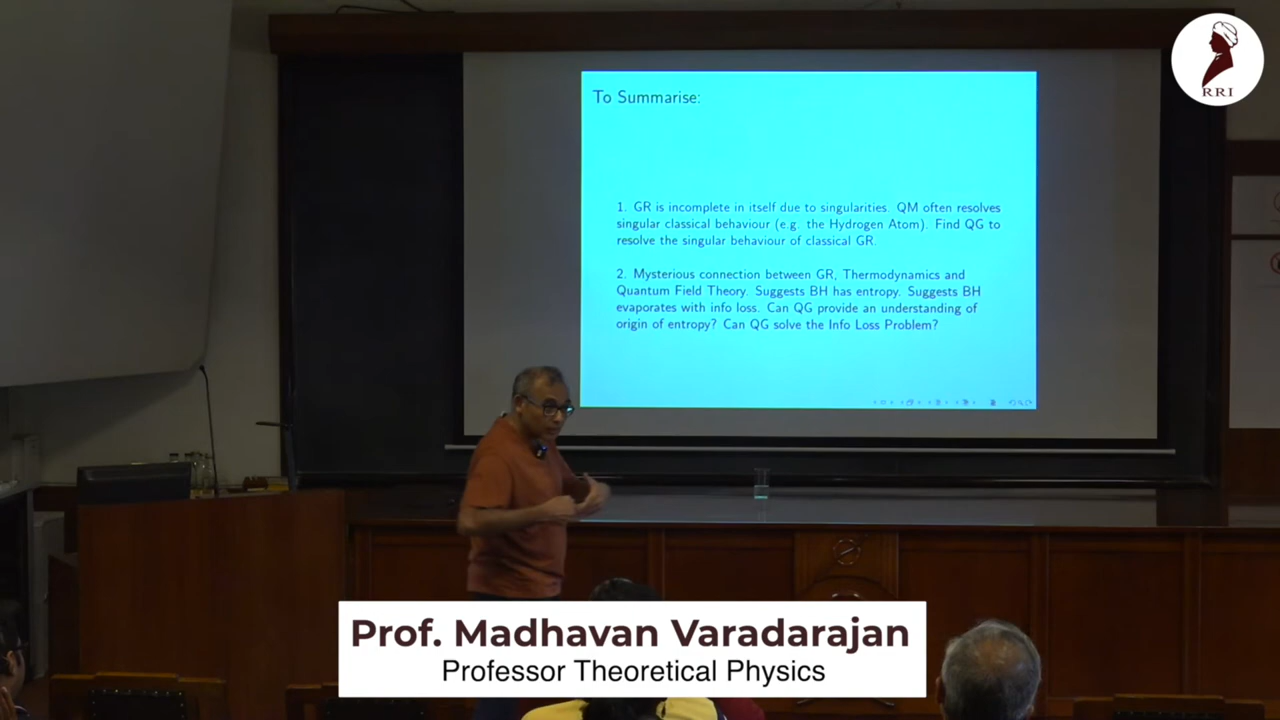 RRI
To Summarise:
1. GR is incomplete in itself due to singularities. QM often resolves
singular classical behaviour (e.g. the Hydrogen Atom). Find QG to
resolve the singular behaviour of classical GR.
2. Mysterious connection between GR, Thermodynamics and
Quantum Field Theory. Suggests BH has entropy. Suggests BH
evaporates with info loss. Can QG provide an understanding of
origin of entropy? Can QG solve the Info Loss Problem?
Prof. Madhavan Varadarajan
Professor Theoretical Physics